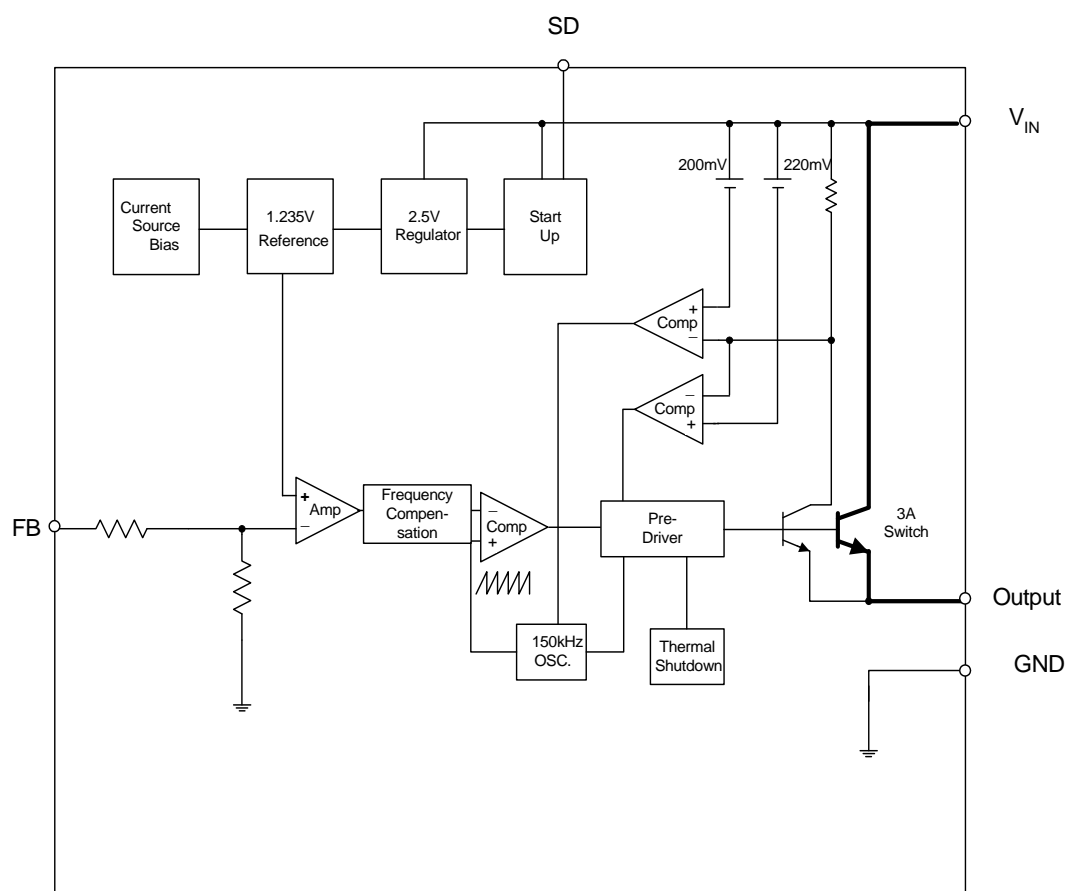 SD
V_IN
200mV
220mV
Current
Source
Bias
1.235V
Reference
2.5V
Regulator
Start
Up
+
Comp
−
−
Comp
+
+
Amp
−
Frequency
Compen-
sation
−
Comp
+
Pre-
Driver
3A
Switch
FB
Output
150kHz
OSC.
Thermal
Shutdown
GND